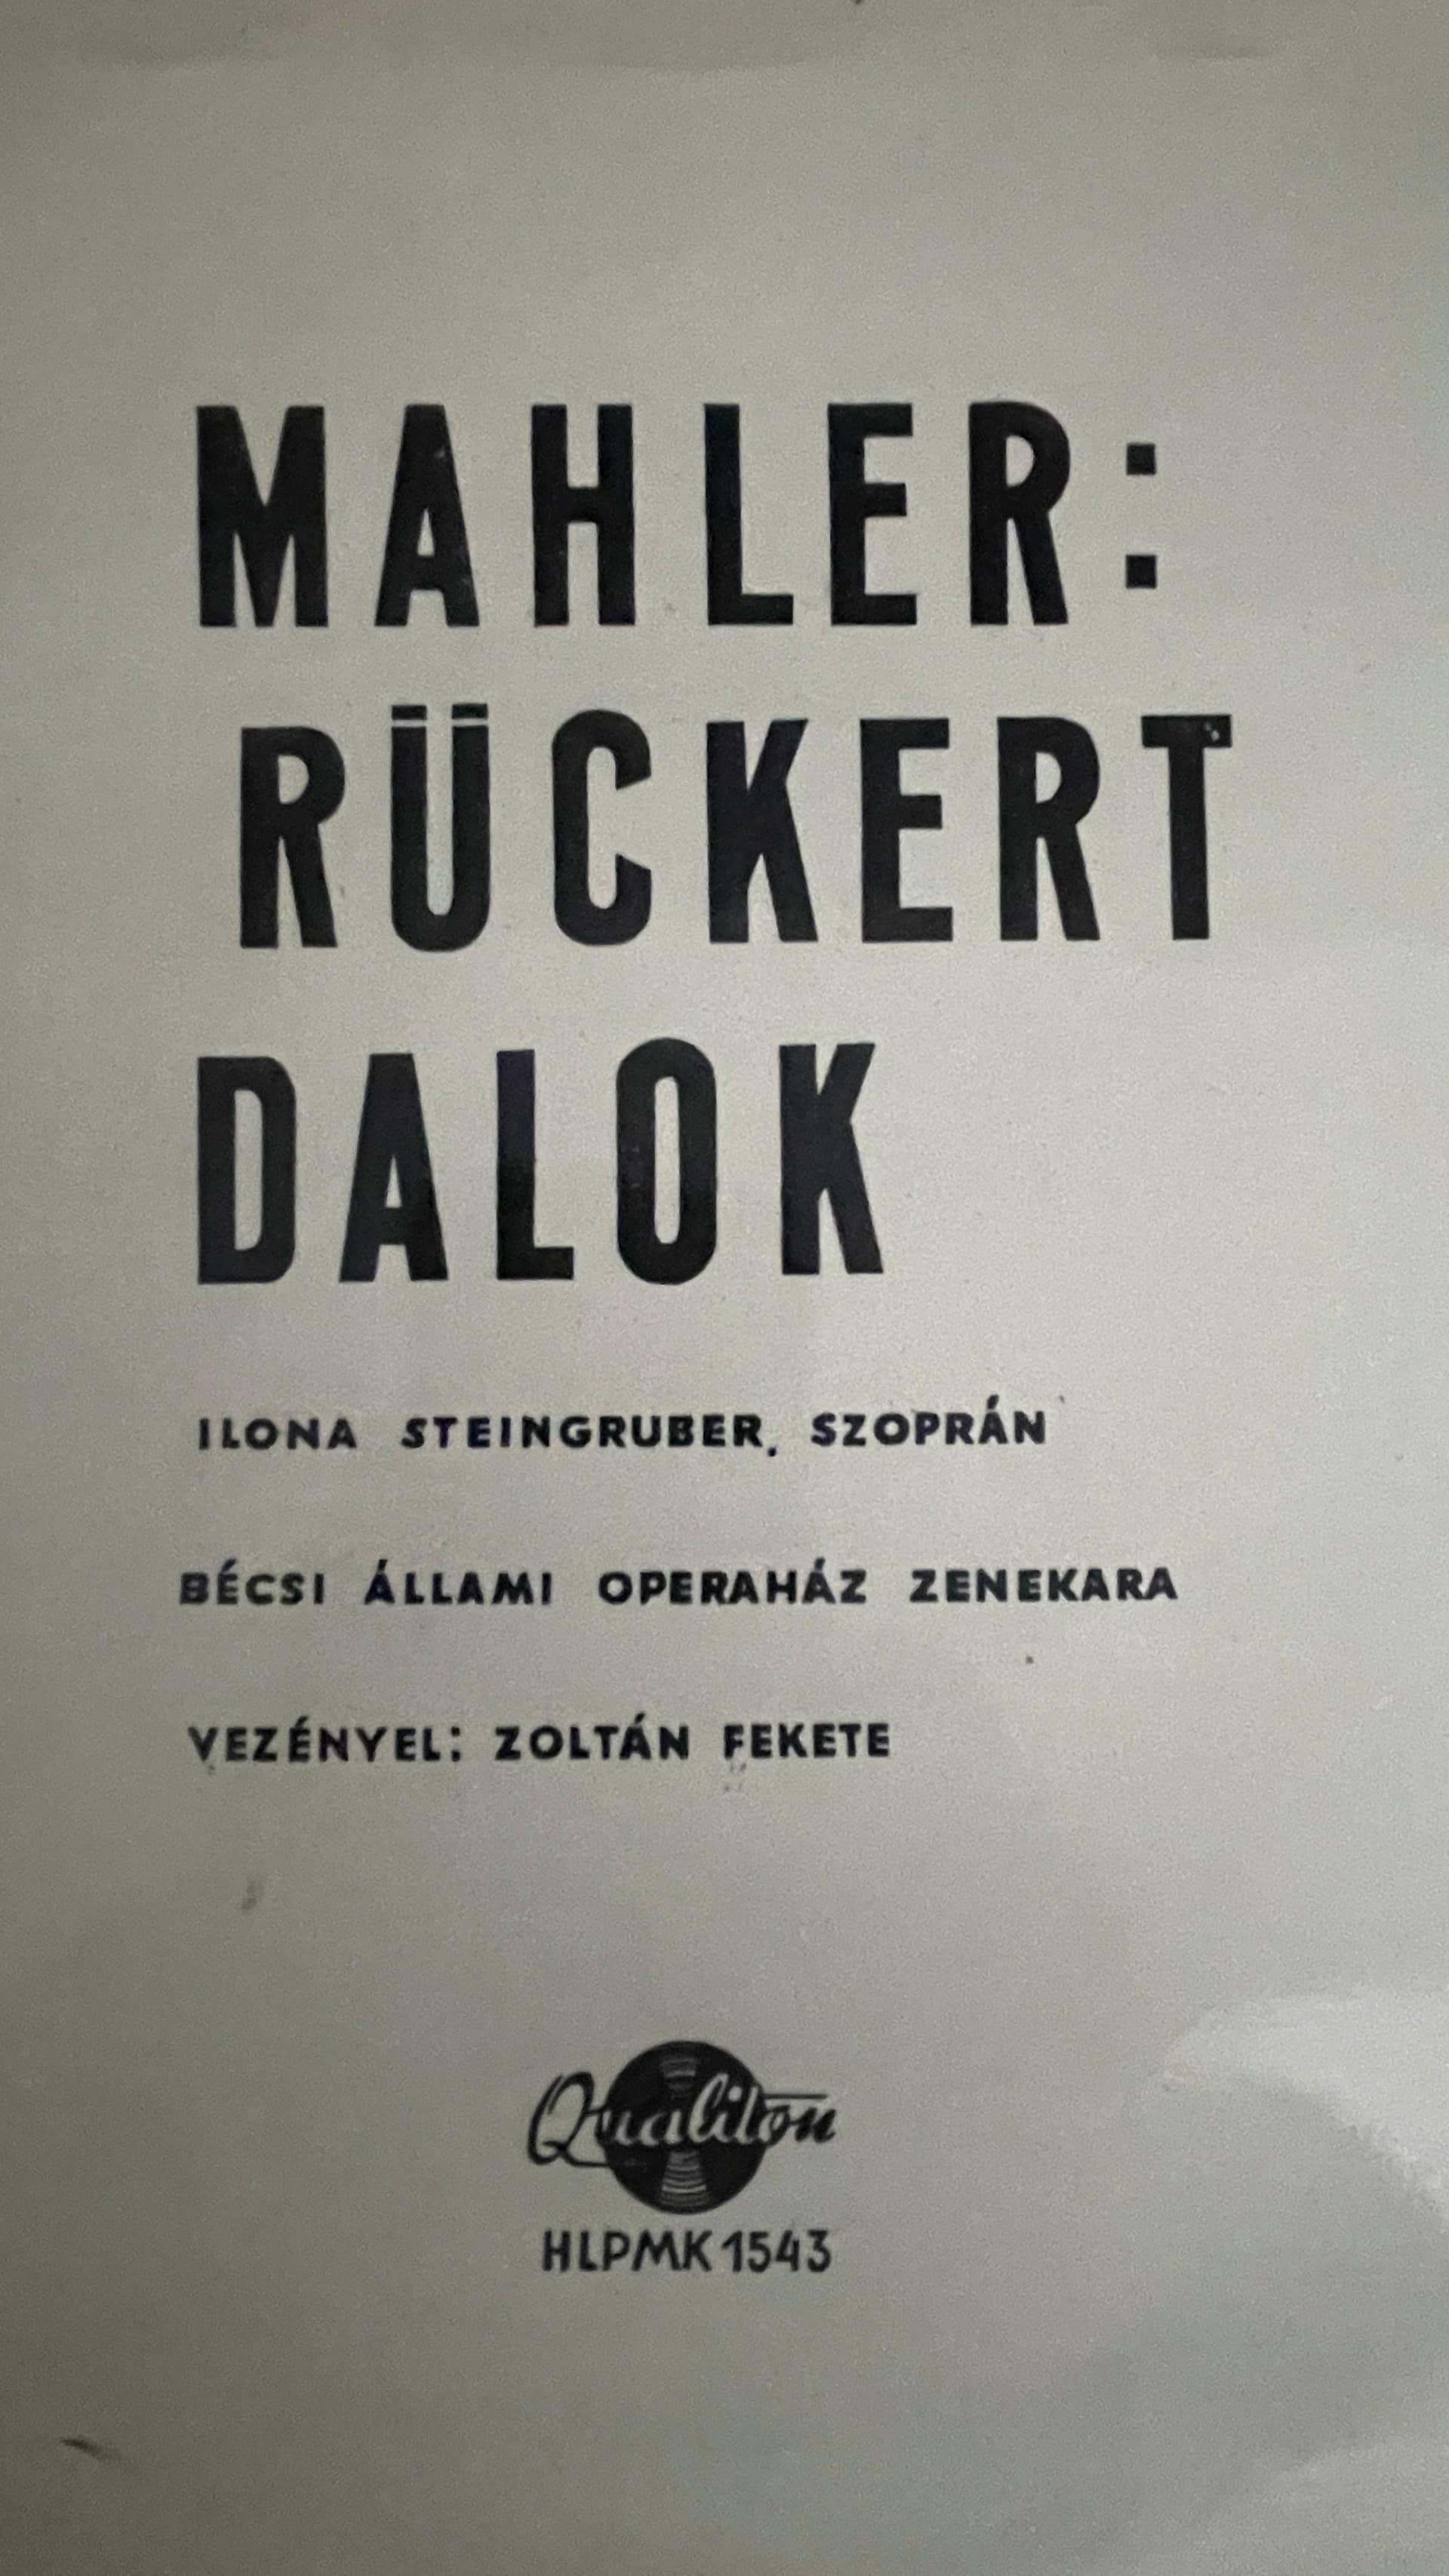 MAHLER:
RÜCKERT
DALOK
ILONA STEINGRUBER, SZOPRÁN
BÉCSI ÁLLAMI OPERAHÁZ ZENEKARA
VEZÉNYEL: ZOLTÁN FEKETE
Qualiton
HLPMK 1543